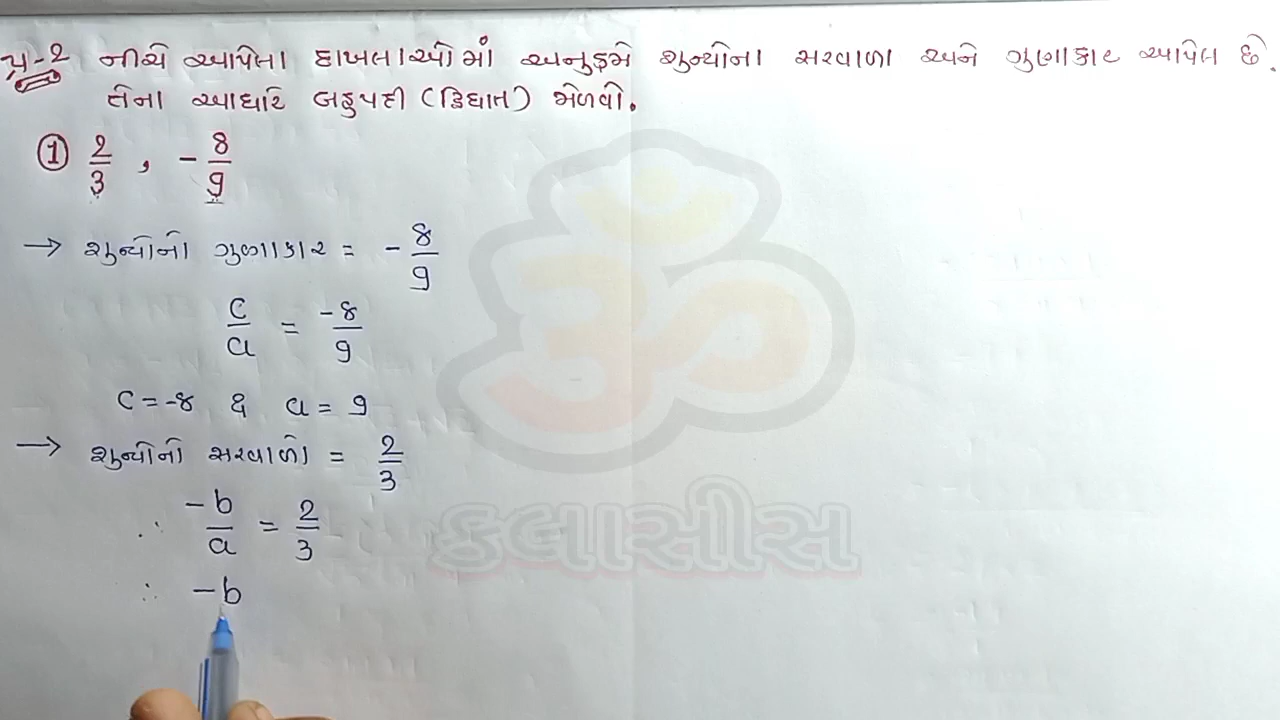 પ્ર-2 નીચે આપેલા દાખલાઓમાં અનુક્રમે શૂન્યોના સરવાળા અને ગુણાકાર આપેલ છે.
તેના આધારે બહુપદી (દ્વિઘાત) મેળવો.
① 2/3 , - 8/9
→ શૂન્યોનો ગુણાકાર = - 8/9
c/a = -8/9
c = -8 & a = 9
→ શૂન્યોનો સરવાળો = 2/3
∴ -b/a = 2/3
∴ -b
ૐ
કલાસીસ